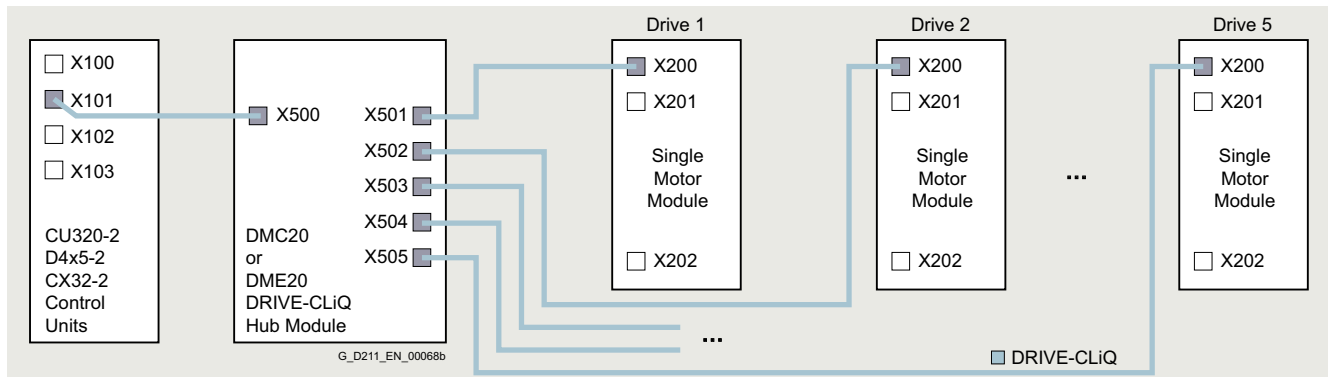 Drive 1
Drive 2
Drive 5
X100
X101
X102
X103
CU320-2
D4x5-2
CX32-2
Control
Units
X500
X501
X502
X503
X504
X505
DMC20
or
DME20
DRIVE-CLiQ
Hub Module
X200
X201
Single
Motor
Module
X202
X200
X201
Single
Motor
Module
X202
...
X200
X201
Single
Motor
Module
X202
...
G_D211_EN_00068b
DRIVE-CLiQ